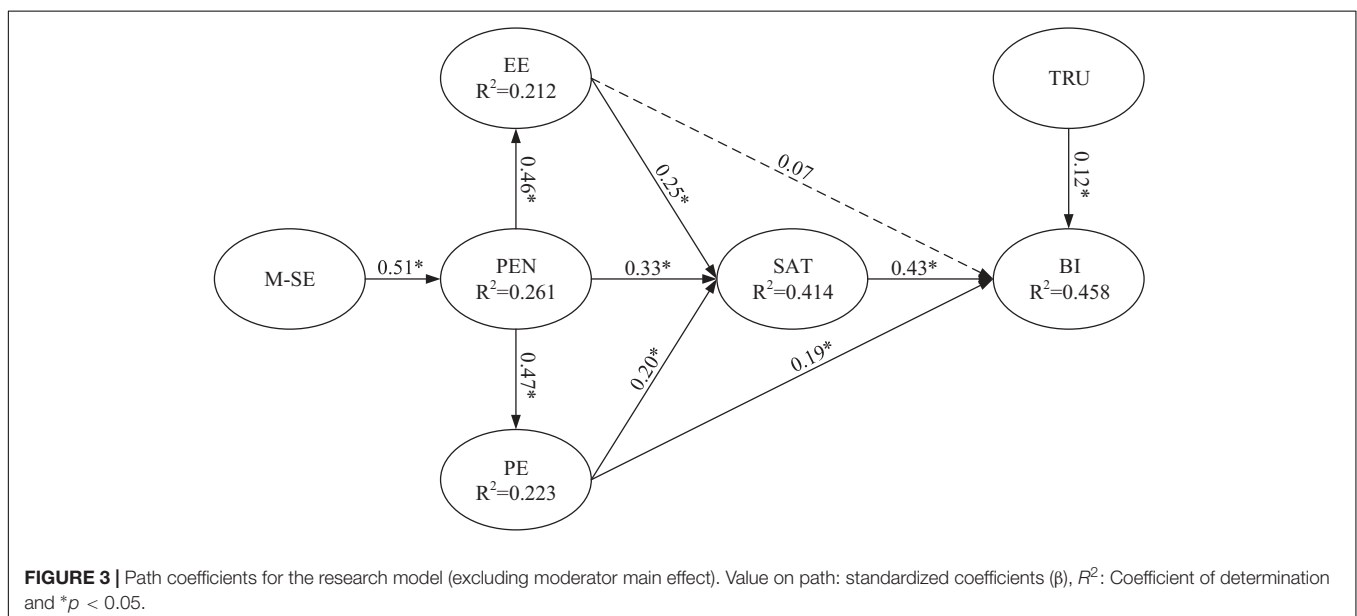 EE
R²=0.212
TRU
0.07
0.46*
0.25*
0.12*
M-SE
0.51*
PEN
R²=0.261
0.33*
SAT
R²=0.414
0.43*
BI
R²=0.458
0.47*
0.20*
0.19*
PE
R²=0.223
FIGURE 3 | Path coefficients for the research model (excluding moderator main effect). Value on path: standardized coefficients (β), R²: Coefficient of determination
and *p < 0.05.